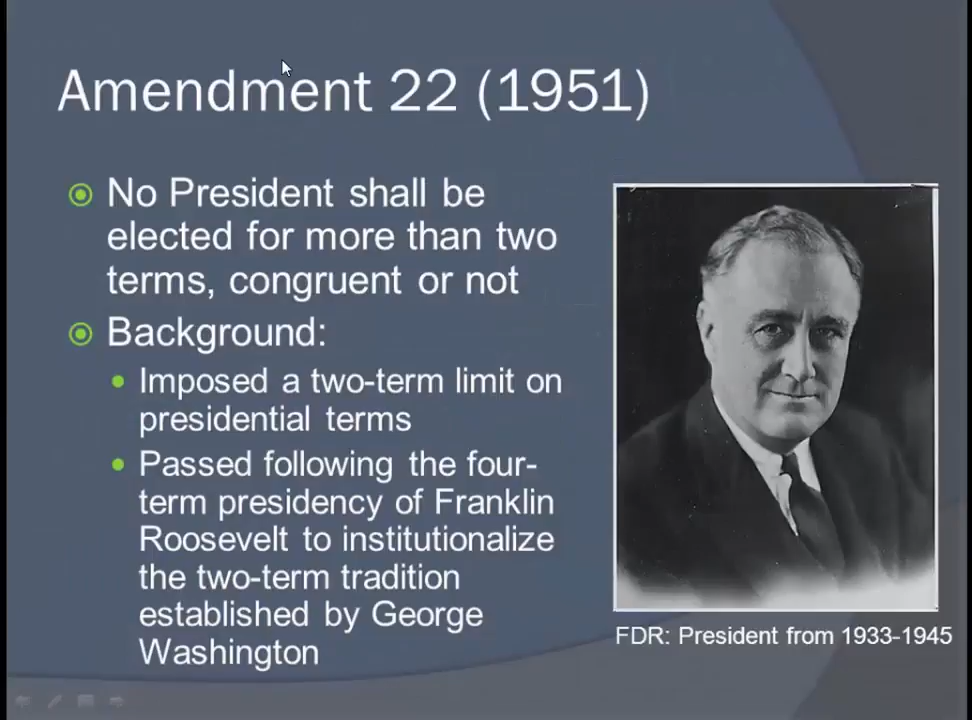 Amendment 22 (1951)
No President shall be
elected for more than two
terms, congruent or not
Background:
Imposed a two-term limit on
presidential terms
Passed following the four-
term presidency of Franklin
Roosevelt to institutionalize
the two-term tradition
established by George
Washington
FDR: President from 1933-1945